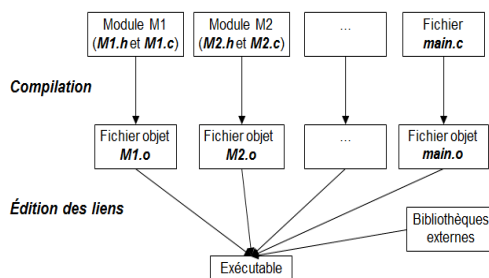 Module M1
(M1.h et M1.c)
Module M2
(M2.h et M2.c)
...
Fichier
main.c
Compilation
Fichier objet
M1.o
Fichier objet
M2.o
...
Fichier objet
main.o
Édition des liens
Bibliothèques
externes
Exécutable